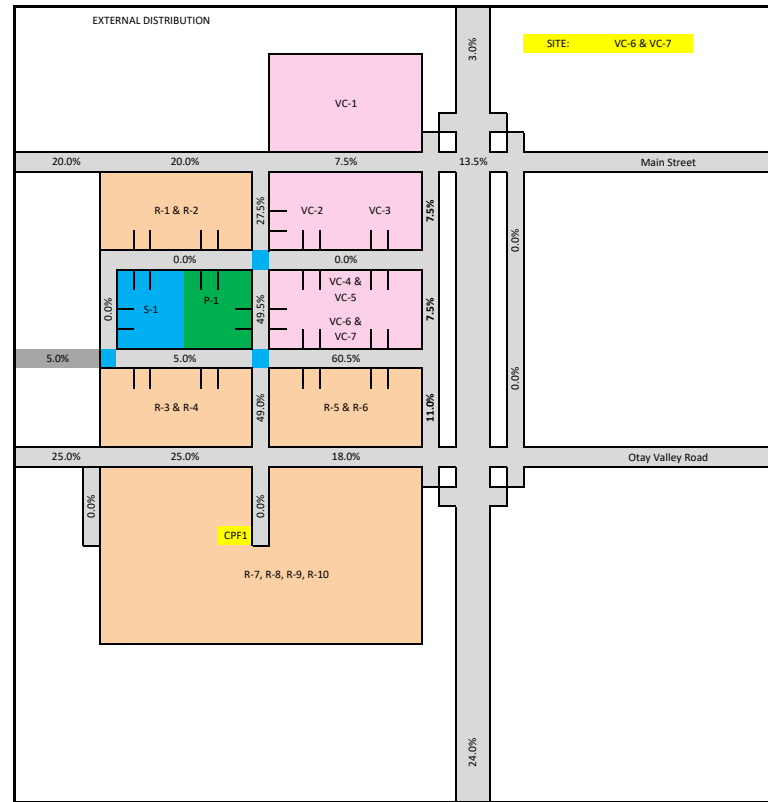 EXTERNAL DISTRIBUTION
3.0%
SITE: VC-6 & VC-7
VC-1
20.0% 20.0% 7.5% 13.5% Main Street
R-1 & R-2
27.5%
VC-2 VC-3
7.5%
0.0%
0.0% 0.0%
0.0%
S-1
P-1
49.5%
VC-4 &
VC-5
VC-6 &
VC-7
7.5%
5.0% 5.0% 60.5%
0.0%
R-3 & R-4
49.0%
R-5 & R-6
11.0%
25.0% 25.0% 18.0% Otay Valley Road
0.0%
0.0%
CPF1
R-7, R-8, R-9, R-10
24.0%